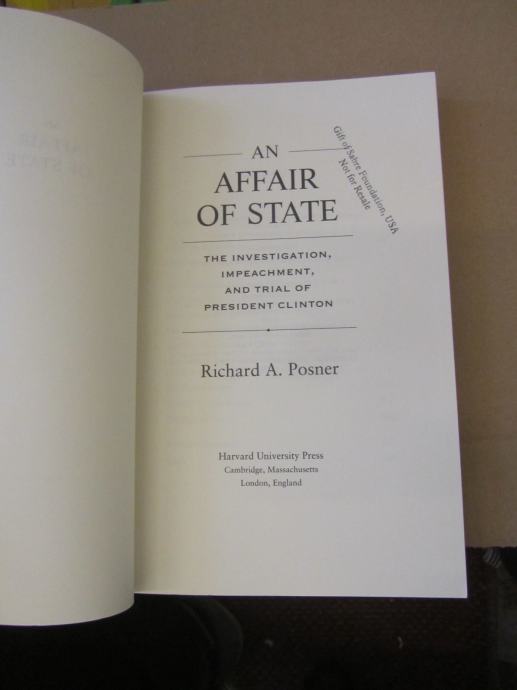 AN
AFFAIR
OF STATE
THE INVESTIGATION,
IMPEACHMENT,
AND TRIAL OF
PRESIDENT CLINTON
Richard A. Posner
Harvard University Press
Cambridge, Massachusetts
London, England
Gift of Sabre Foundation, USA
Not for Resale